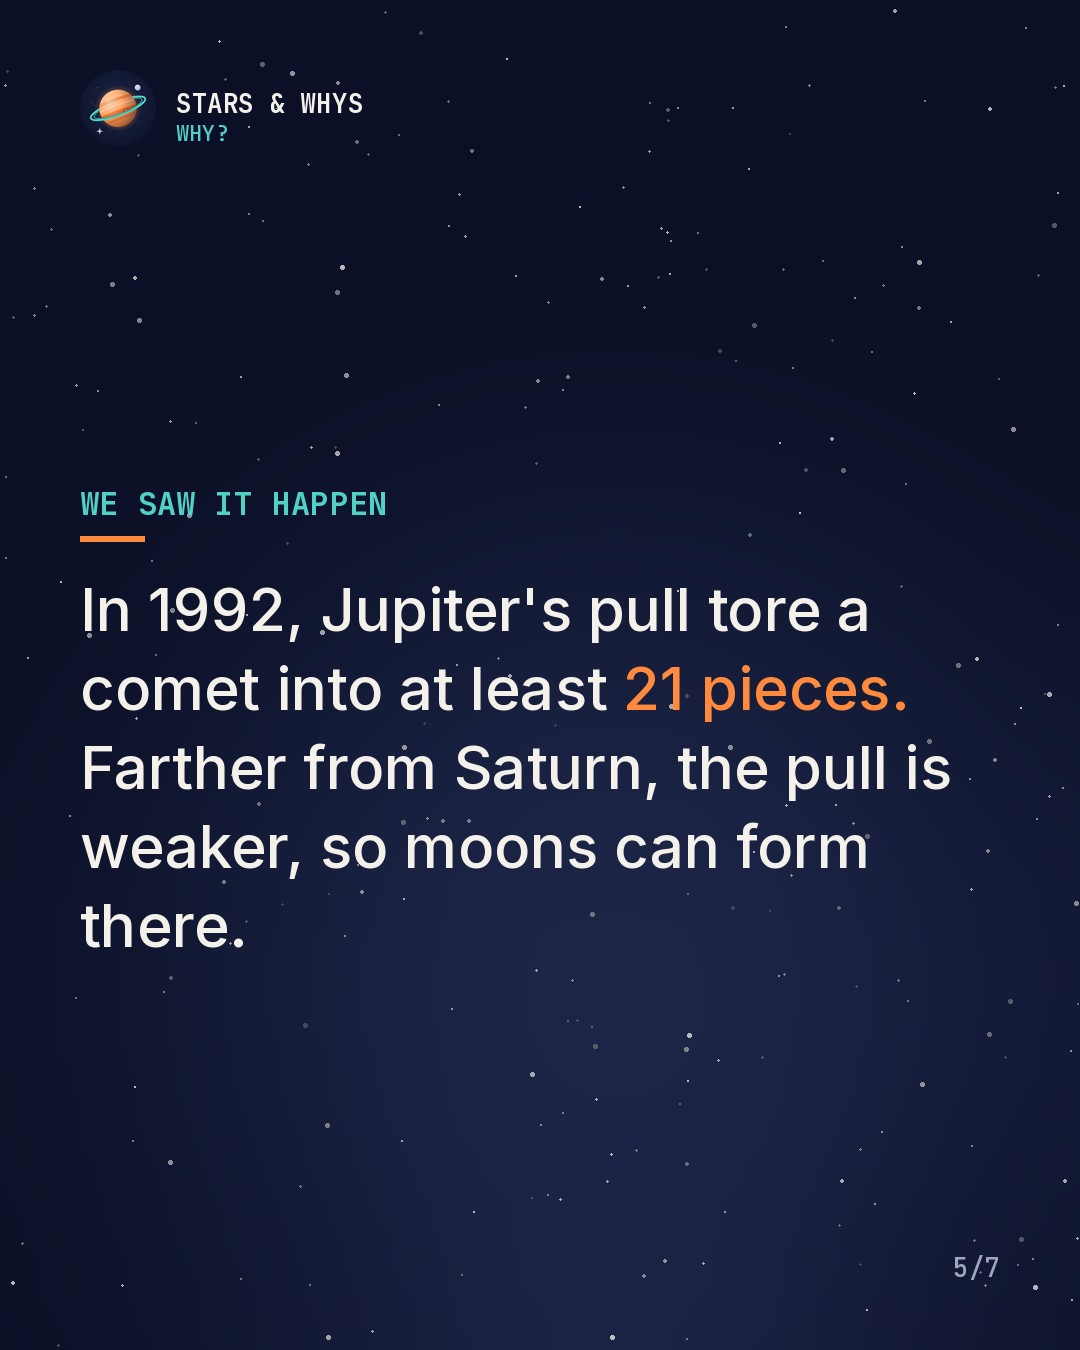 STARS & WHYS
WHY?
WE SAW IT HAPPEN
In 1992, Jupiter's pull tore a
comet into at least 21 pieces.
Farther from Saturn, the pull is
weaker, so moons can form
there.
5/7